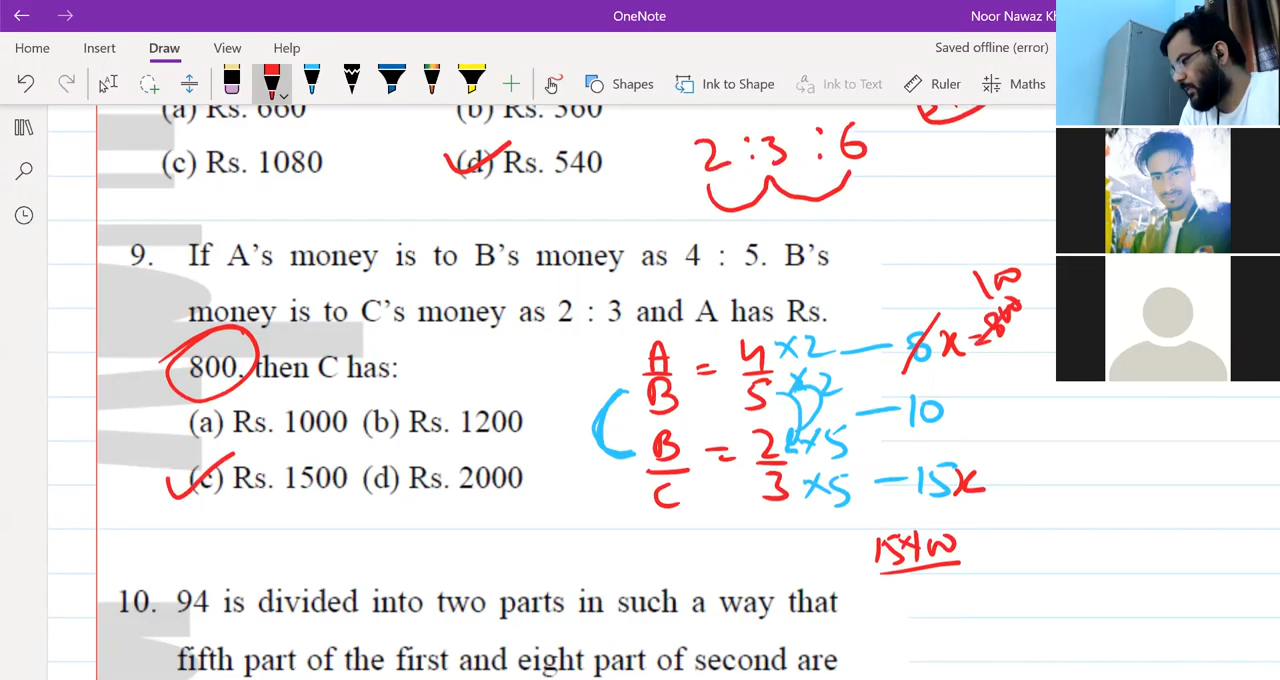 OneNote
Noor Nawaz Kh
Home Insert Draw View Help
Saved offline (error)
Shapes Ink to Shape Ink to Text Ruler Maths
(a) Rs. 660 (b) Rs. 360
(c) Rs. 1080 (d) Rs. 540
2 : 3 : 6
9. If A's money is to B's money as 4 : 5. B's
money is to C's money as 2 : 3 and A has Rs.
800, then C has:
(a) Rs. 1000 (b) Rs. 1200
(c) Rs. 1500 (d) Rs. 2000
100
A/B = 4/5 ×2 — 8x = 800
×2 — 10
B/C = 2/3 ×5
×5 — 15x
15×100
10. 94 is divided into two parts in such a way that
fifth part of the first and eight part of second are